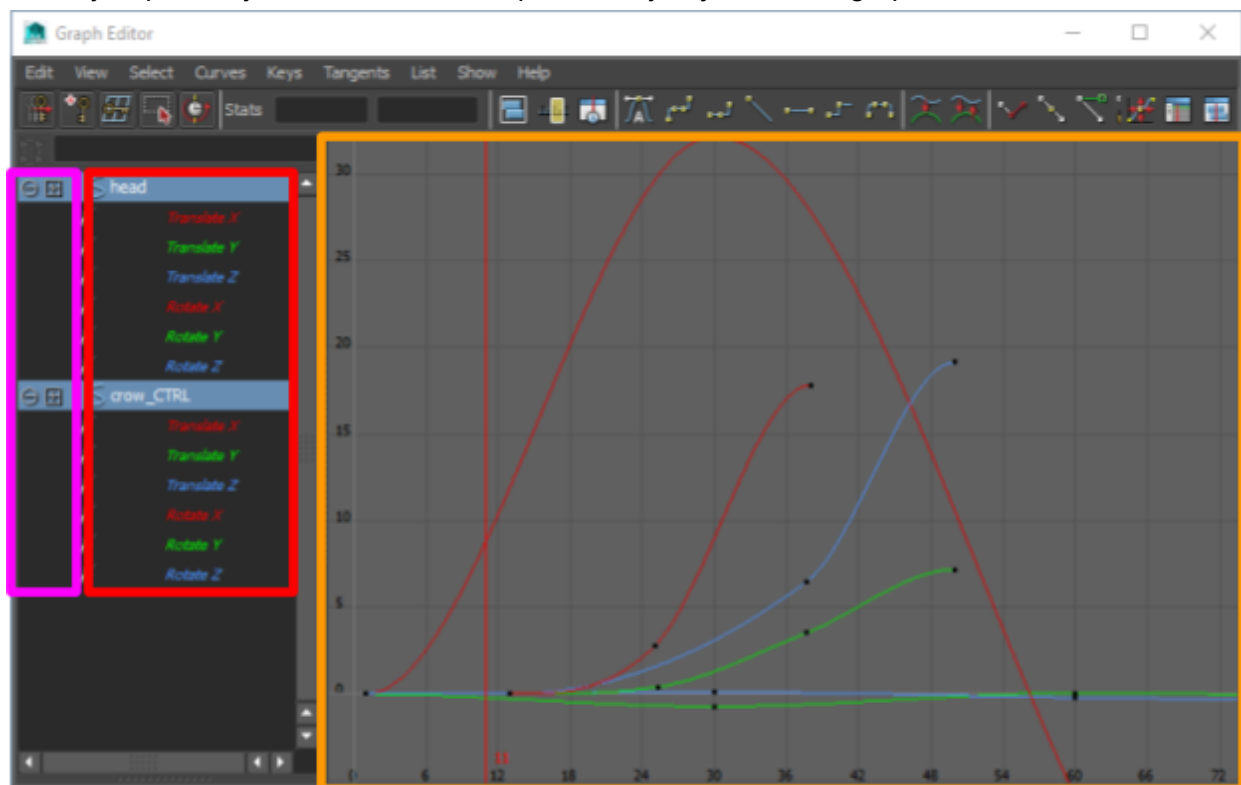 Graph Editor
Edit View Select Curves Keys Tangents List Show Help
Stats
head
Translate X
Translate Y
Translate Z
Rotate X
Rotate Y
Rotate Z
crow_CTRL
Translate X
Translate Y
Translate Z
Rotate X
Rotate Y
Rotate Z
30
25
20
15
10
5
0
11
0 6 12 18 24 30 36 42 48 54 60 66 72